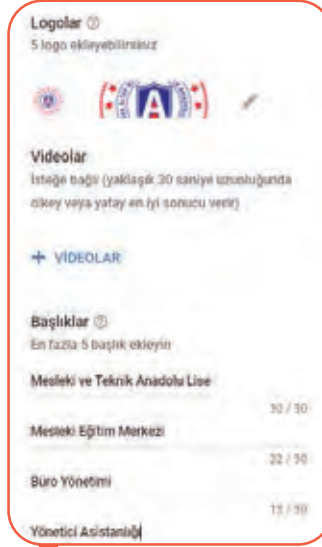 Logolar
5 logo ekleyebilirsiniz
A
Videolar
İsteğe bağlı (yaklaşık 30 saniye uzunluğunda
dikey veya yatay en iyi sonucu verir)
+ VİDEOLAR
Başlıklar
En fazla 5 başlık ekleyin
Mesleki ve Teknik Anadolu Lise
30 / 30
Mesleki Eğitim Merkezi
22 / 30
Büro Yönetimi
13 / 30
Yönetici Asistanlığı